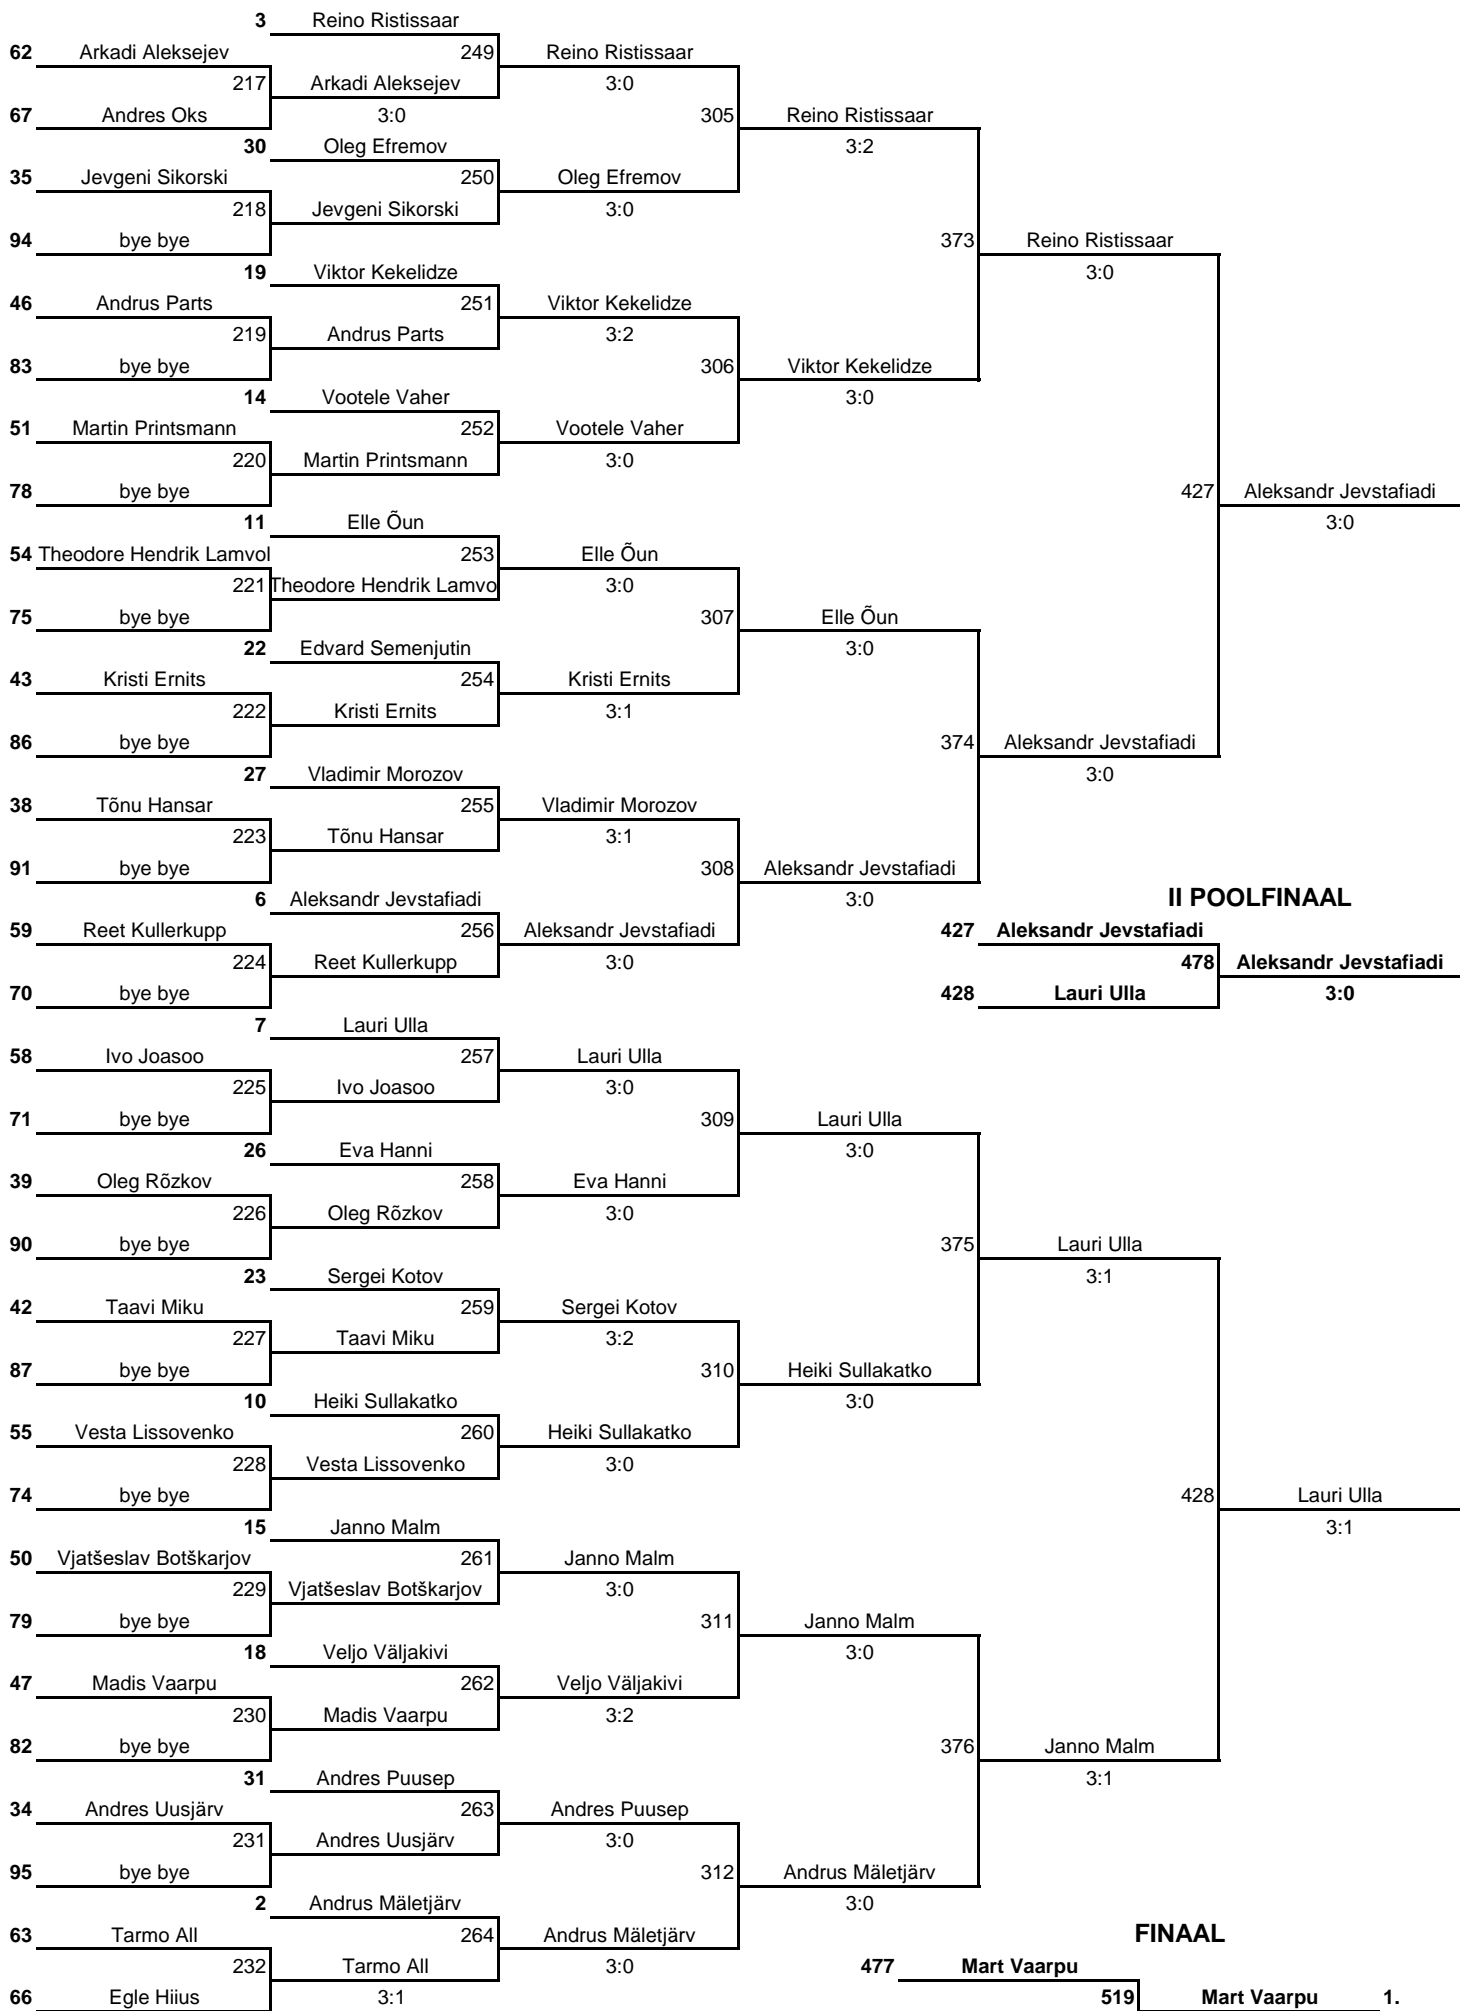 3 Reino Ristissaar
62 Arkadi Aleksejev 249 Reino Ristissaar
217 Arkadi Aleksejev 3:0
67 Andres Oks 3:0 305 Reino Ristissaar
30 Oleg Efremov 3:2
35 Jevgeni Sikorski 250 Oleg Efremov
218 Jevgeni Sikorski 3:0
94 bye bye 373 Reino Ristissaar
19 Viktor Kekelidze 3:0
46 Andrus Parts 251 Viktor Kekelidze
219 Andrus Parts 3:2
83 bye bye 306 Viktor Kekelidze
14 Vootele Vaher 3:0
51 Martin Printsmann 252 Vootele Vaher
220 Martin Printsmann 3:0
78 bye bye 427 Aleksandr Jevstafiadi
11 Elle Õun 3:0
54 Theodore Hendrik Lamvol 253 Elle Õun
221 Theodore Hendrik Lamvo 3:0
75 bye bye 307 Elle Õun
22 Edvard Semenjutin 3:0
43 Kristi Ernits 254 Kristi Ernits
222 Kristi Ernits 3:1
86 bye bye 374 Aleksandr Jevstafiadi
27 Vladimir Morozov 3:0
38 Tõnu Hansar 255 Vladimir Morozov
223 Tõnu Hansar 3:1
91 bye bye 308 Aleksandr Jevstafiadi
6 Aleksandr Jevstafiadi 3:0 II POOLFINAAL
59 Reet Kullerkupp 256 Aleksandr Jevstafiadi 427 Aleksandr Jevstafiadi
224 Reet Kullerkupp 3:0 478 Aleksandr Jevstafiadi
70 bye bye 428 Lauri Ulla 3:0
7 Lauri Ulla
58 Ivo Joasoo 257 Lauri Ulla
225 Ivo Joasoo 3:0
71 bye bye 309 Lauri Ulla
26 Eva Hanni 3:0
39 Oleg Rõzkov 258 Eva Hanni
226 Oleg Rõzkov 3:0
90 bye bye 375 Lauri Ulla
23 Sergei Kotov 3:1
42 Taavi Miku 259 Sergei Kotov
227 Taavi Miku 3:2
87 bye bye 310 Heiki Sullakatko
10 Heiki Sullakatko 3:0
55 Vesta Lissovenko 260 Heiki Sullakatko
228 Vesta Lissovenko 3:0
74 bye bye 428 Lauri Ulla
15 Janno Malm 3:1
50 Vjatšeslav Botškarjov 261 Janno Malm
229 Vjatšeslav Botškarjov 3:0
79 bye bye 311 Janno Malm
18 Veljo Väljakivi 3:0
47 Madis Vaarpu 262 Veljo Väljakivi
230 Madis Vaarpu 3:2
82 bye bye 376 Janno Malm
31 Andres Puusep 3:1
34 Andres Uusjärv 263 Andres Puusep
231 Andres Uusjärv 3:0
95 bye bye 312 Andrus Mäletjärv
2 Andrus Mäletjärv 3:0
63 Tarmo All 264 Andrus Mäletjärv FINAAL
232 Tarmo All 3:0 477 Mart Vaarpu
66 Egle Hiius 3:1 519 Mart Vaarpu 1.